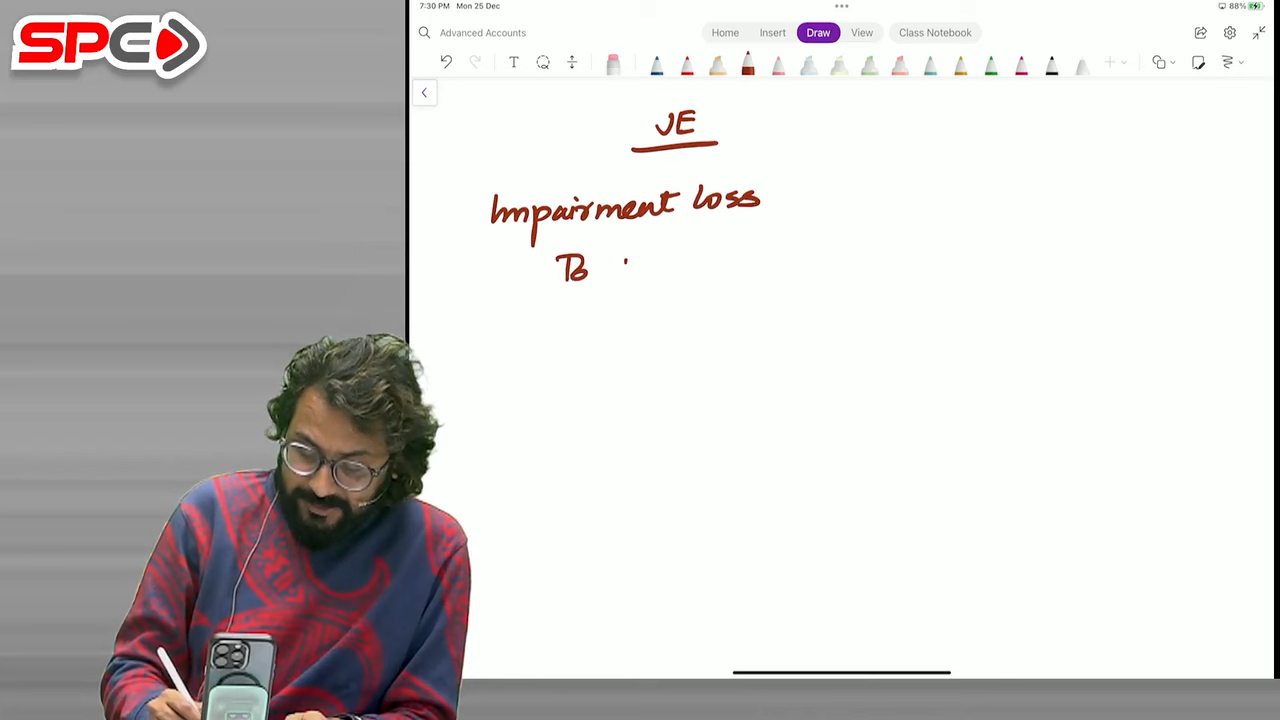 SPE
7:30 PM Mon 25 Dec
88%
Advanced Accounts
Home Insert Draw View Class Notebook
JE
Impairment Loss
To